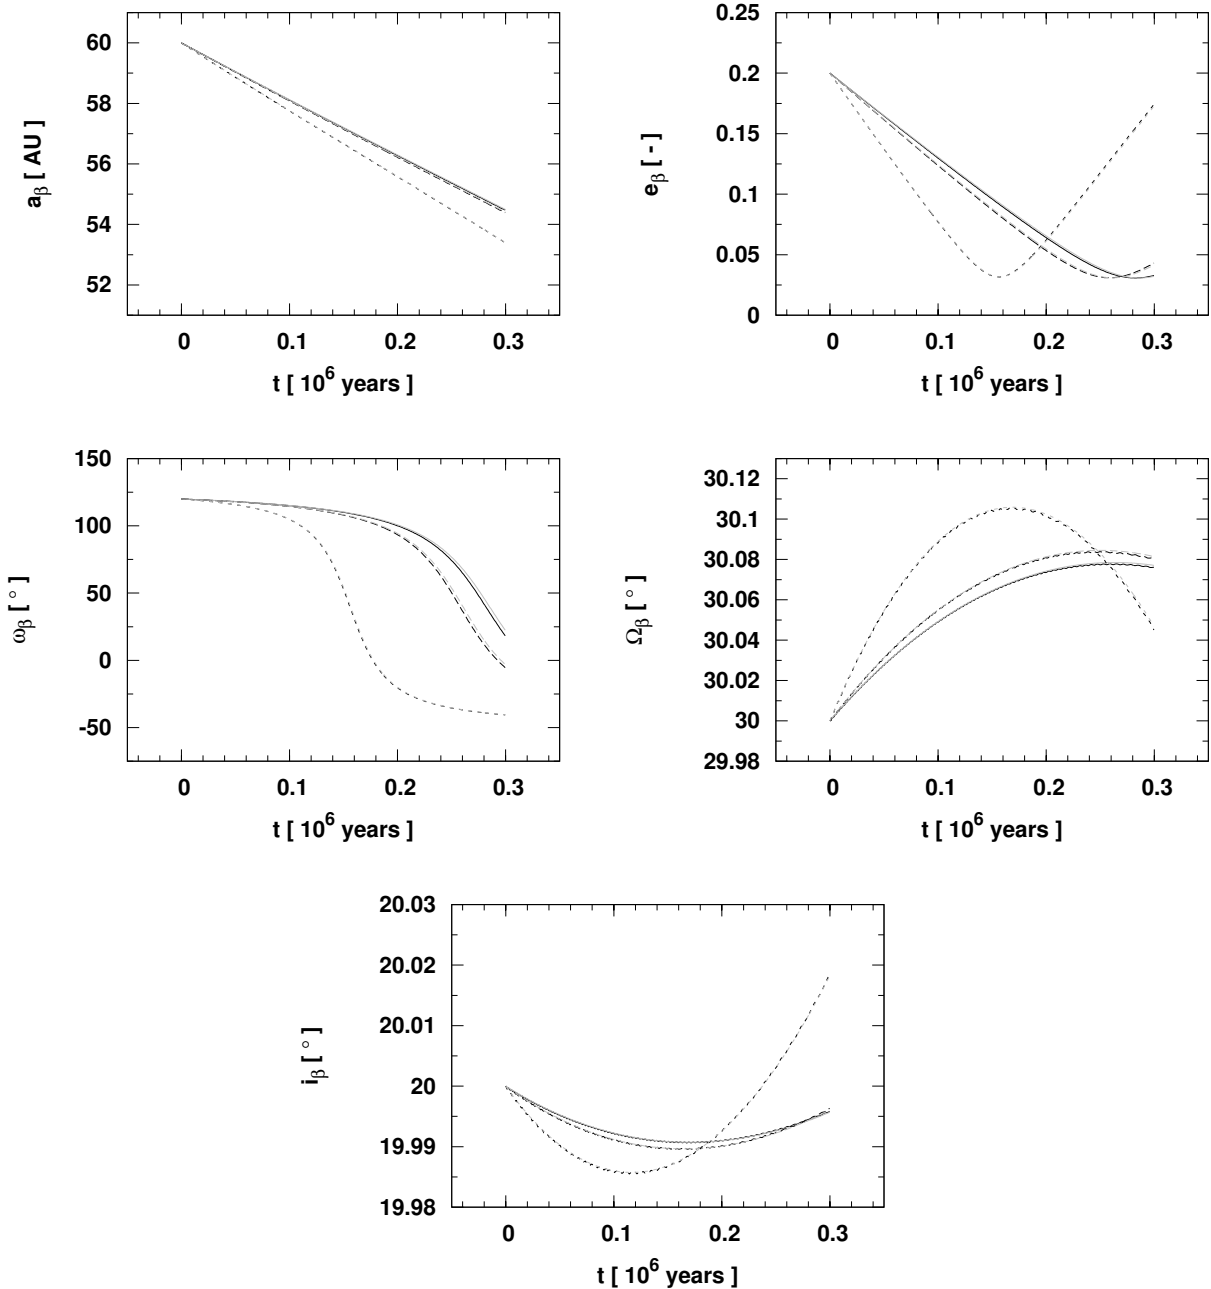 60
58
56
54
52
a_β [ AU ]
0 0.1 0.2 0.3
t [ 10^6 years ]
0.25
0.2
0.15
0.1
0.05
0
e_β [ - ]
0 0.1 0.2 0.3
t [ 10^6 years ]
150
100
50
0
-50
ω_β [ ° ]
0 0.1 0.2 0.3
t [ 10^6 years ]
30.12
30.1
30.08
30.06
30.04
30.02
30
29.98
Ω_β [ ° ]
0 0.1 0.2 0.3
t [ 10^6 years ]
20.03
20.02
20.01
20
19.99
19.98
i_β [ ° ]
0 0.1 0.2 0.3
t [ 10^6 years ]